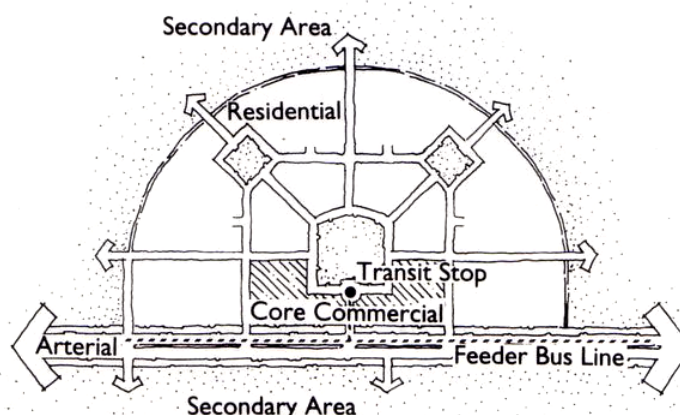 Secondary Area
Residential
Transit Stop
Core Commercial
Arterial
Feeder Bus Line
Secondary Area